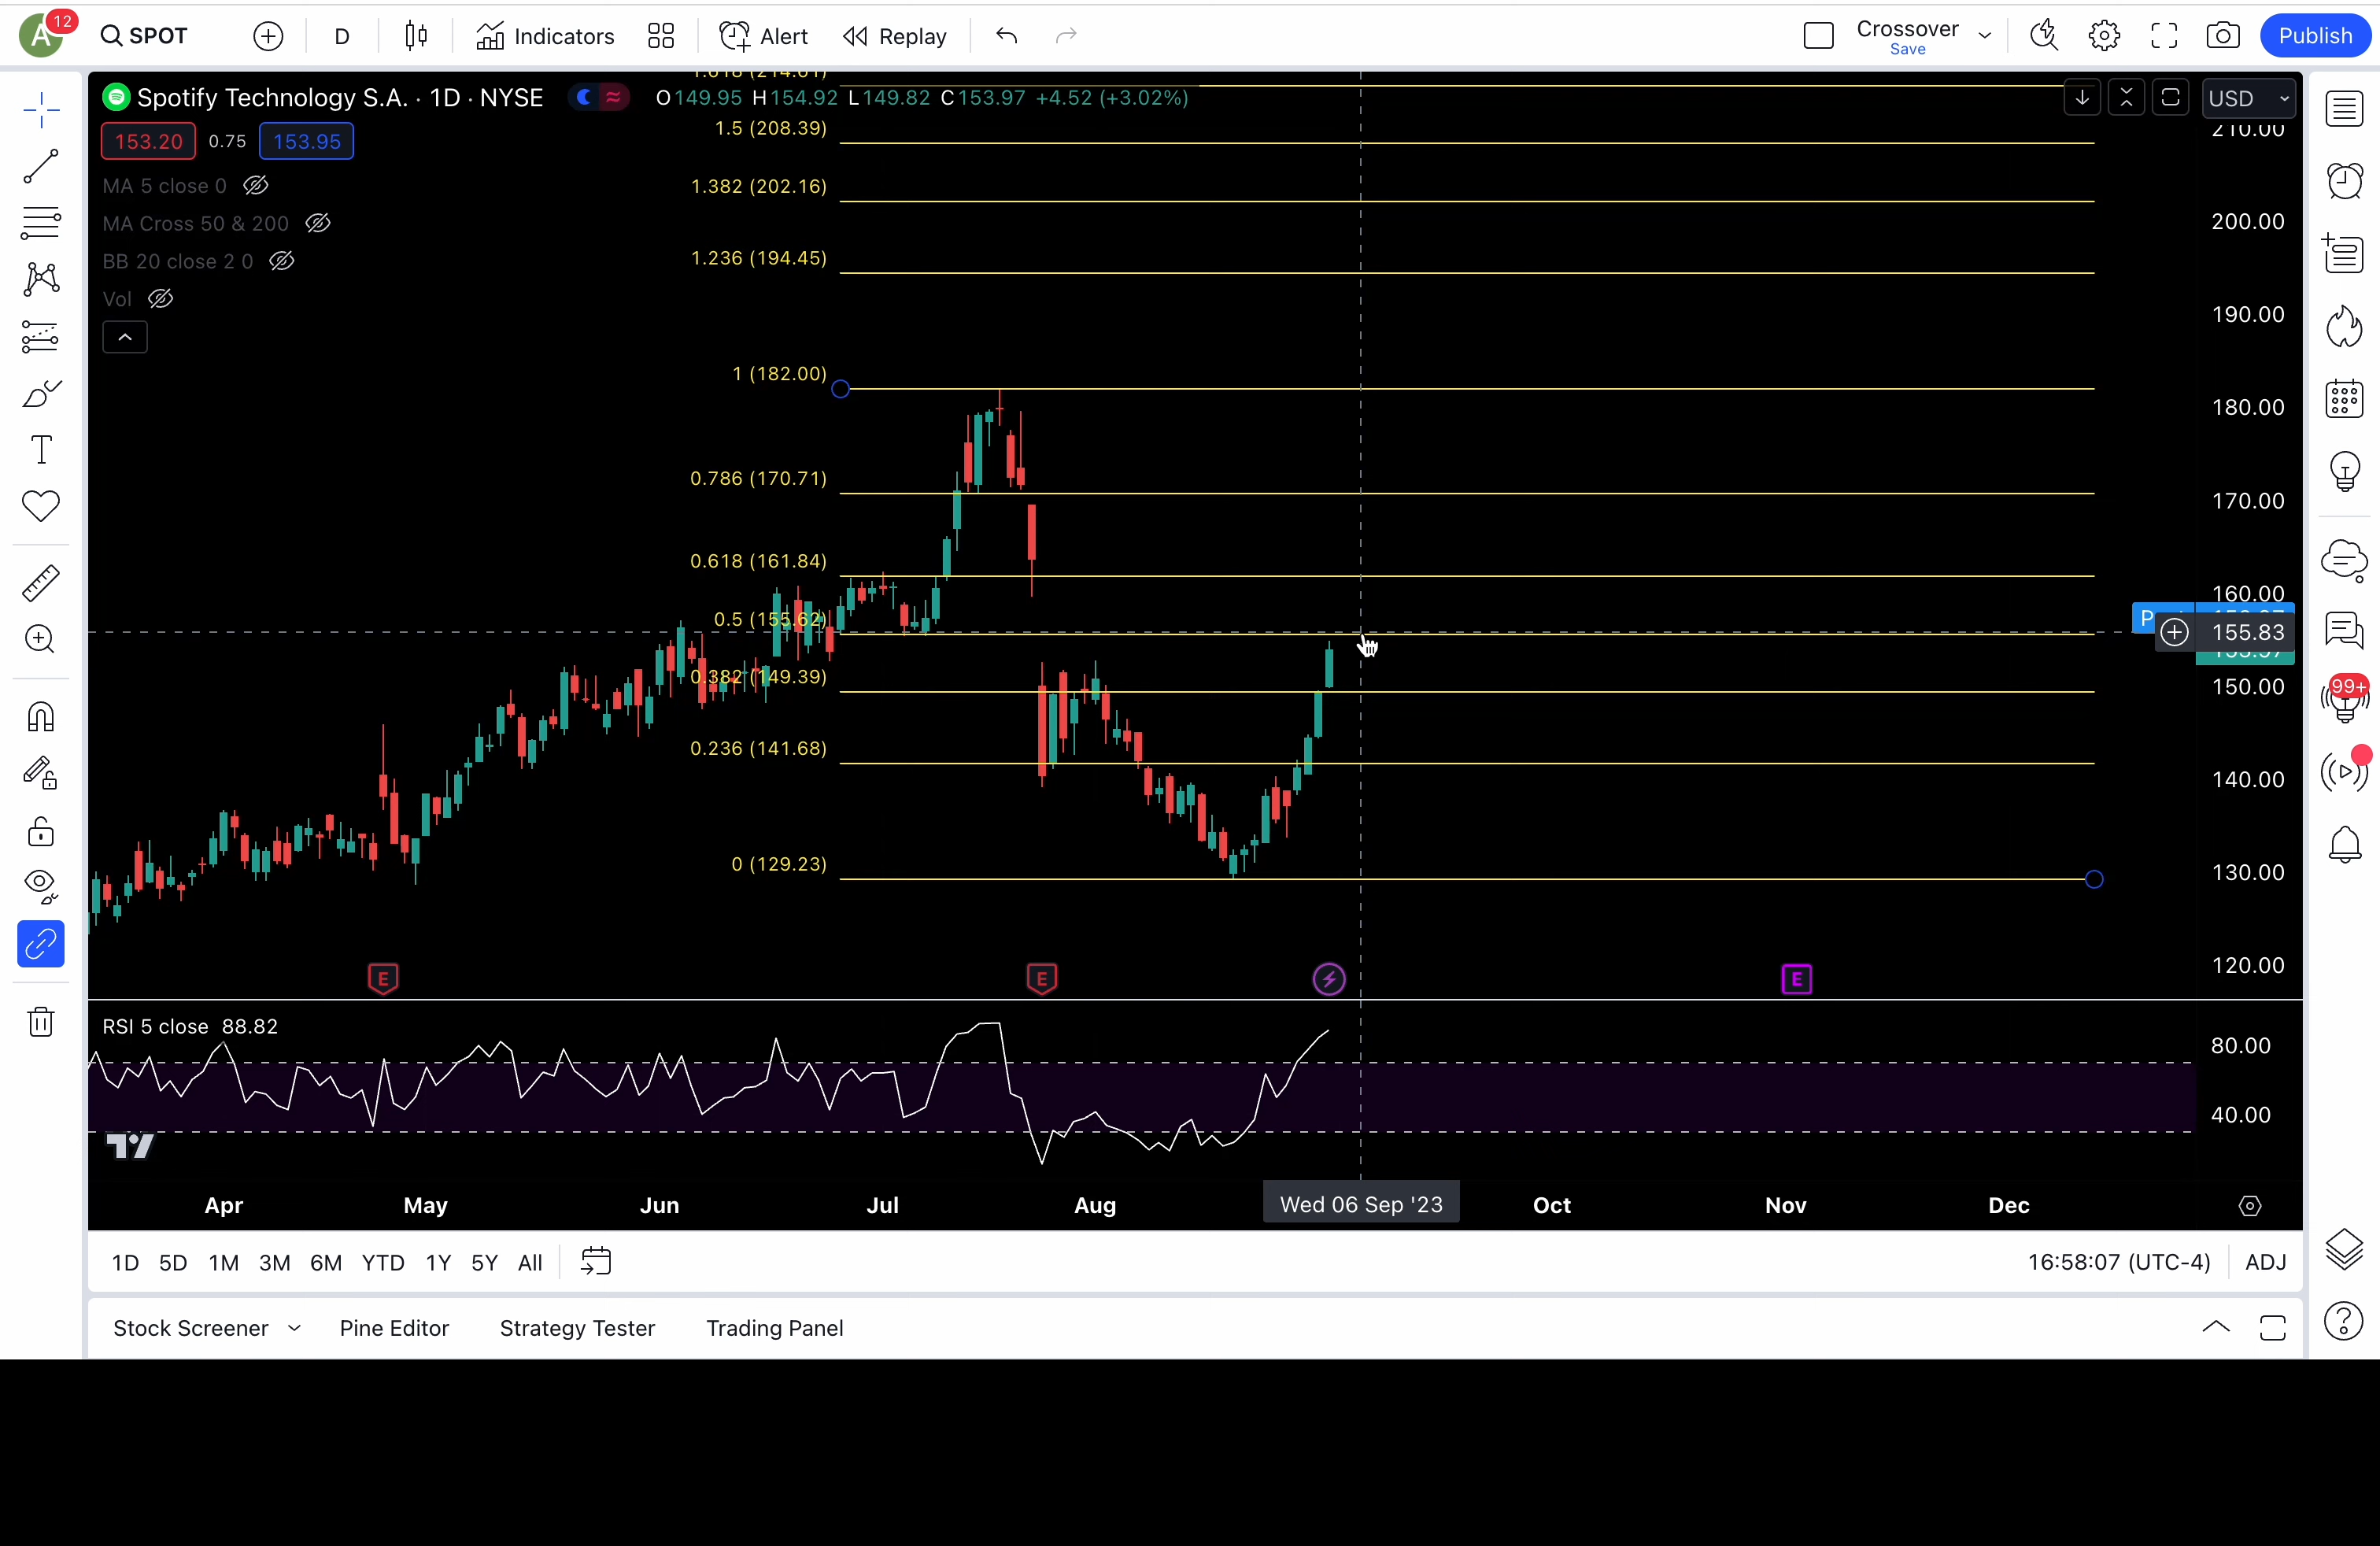 A 12 SPOT D Indicators Alert Replay Crossover Save Publish
Spotify Technology S.A. · 1D · NYSE O149.95 H154.92 L149.82 C153.97 +4.52 (+3.02%) USD
153.20 0.75 153.95
MA 5 close 0
MA Cross 50 & 200
BB 20 close 2 0
Vol
1.618 (214.61)
1.5 (208.39)
1.382 (202.16)
1.236 (194.45)
1 (182.00)
0.786 (170.71)
0.618 (161.84)
0.5 (155.62)
0.382 (149.39)
0.236 (141.68)
0 (129.23)
210.00
200.00
190.00
180.00
170.00
160.00
P
155.83
153.97
150.00
140.00
130.00
120.00
99+
E E E
RSI 5 close 88.82
80.00
40.00
Apr May Jun Jul Aug Wed 06 Sep '23 Oct Nov Dec
1D 5D 1M 3M 6M YTD 1Y 5Y All 16:58:07 (UTC-4) ADJ
Stock Screener Pine Editor Strategy Tester Trading Panel